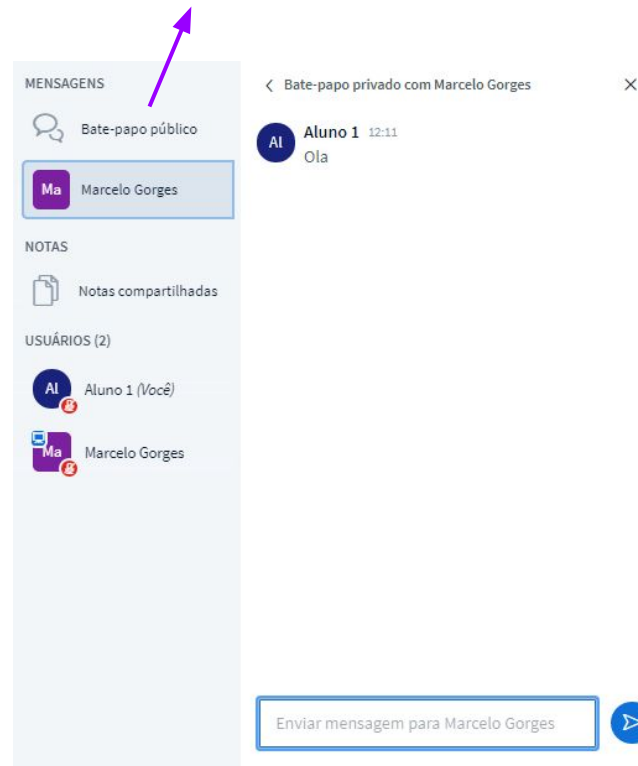 MENSAGENS
Bate-papo público
Ma Marcelo Gorges
NOTAS
Notas compartilhadas
USUÁRIOS (2)
Al Aluno 1 (Você)
Ma Marcelo Gorges
Bate-papo privado com Marcelo Gorges
Al Aluno 1 12:11
Ola
Enviar mensagem para Marcelo Gorges